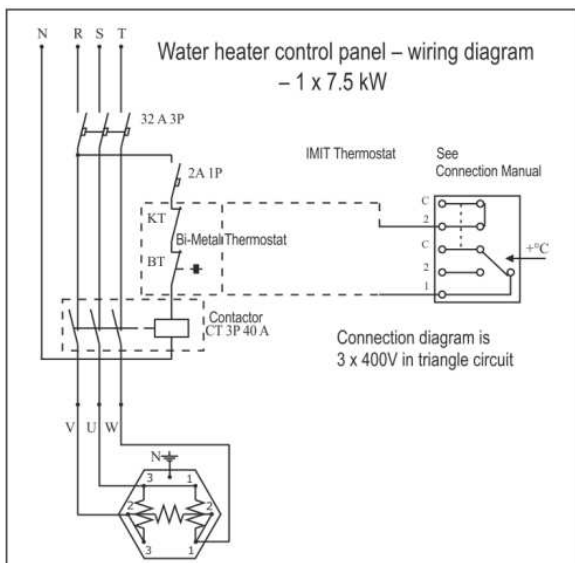 N R S T
Water heater control panel – wiring diagram
– 1 x 7.5 kW
32 A 3P
IMIT Thermostat
See
Connection Manual
2A 1P
C
KT
2
Bi-Metal Thermostat
C
+°C
BT
2
1
Contactor
CT 3P 40 A
Connection diagram is
3 x 400V in triangle circuit
V U W
N
3 1
2 2
3 1